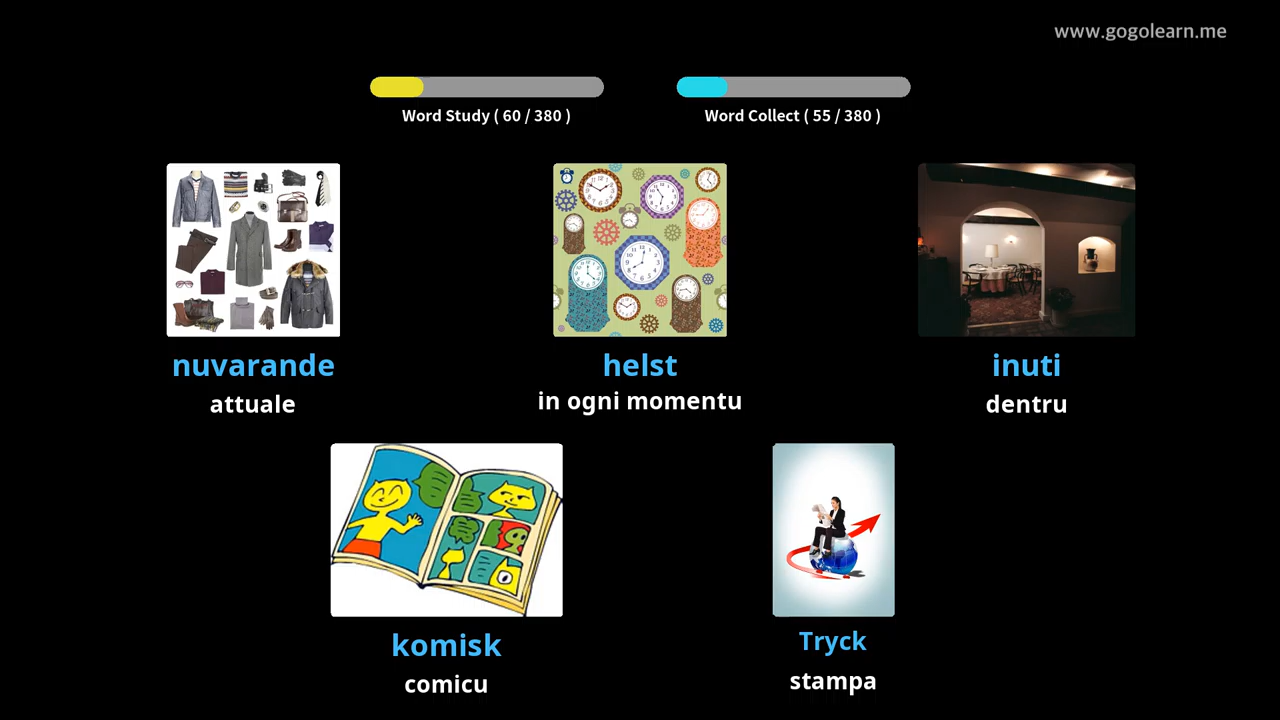 www.gogolearn.me
Word Study ( 60 / 380 )
Word Collect ( 55 / 380 )
nuvarande
attuale
helst
in ogni momentu
inuti
dentru
komisk
comicu
Tryck
stampa